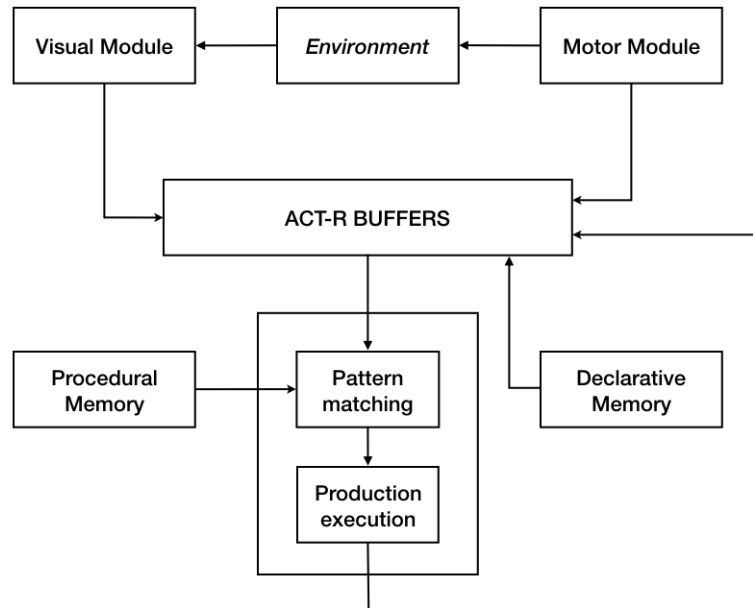 Visual Module
Environment
Motor Module
ACT-R BUFFERS
Procedural
Memory
Pattern
matching
Declarative
Memory
Production
execution